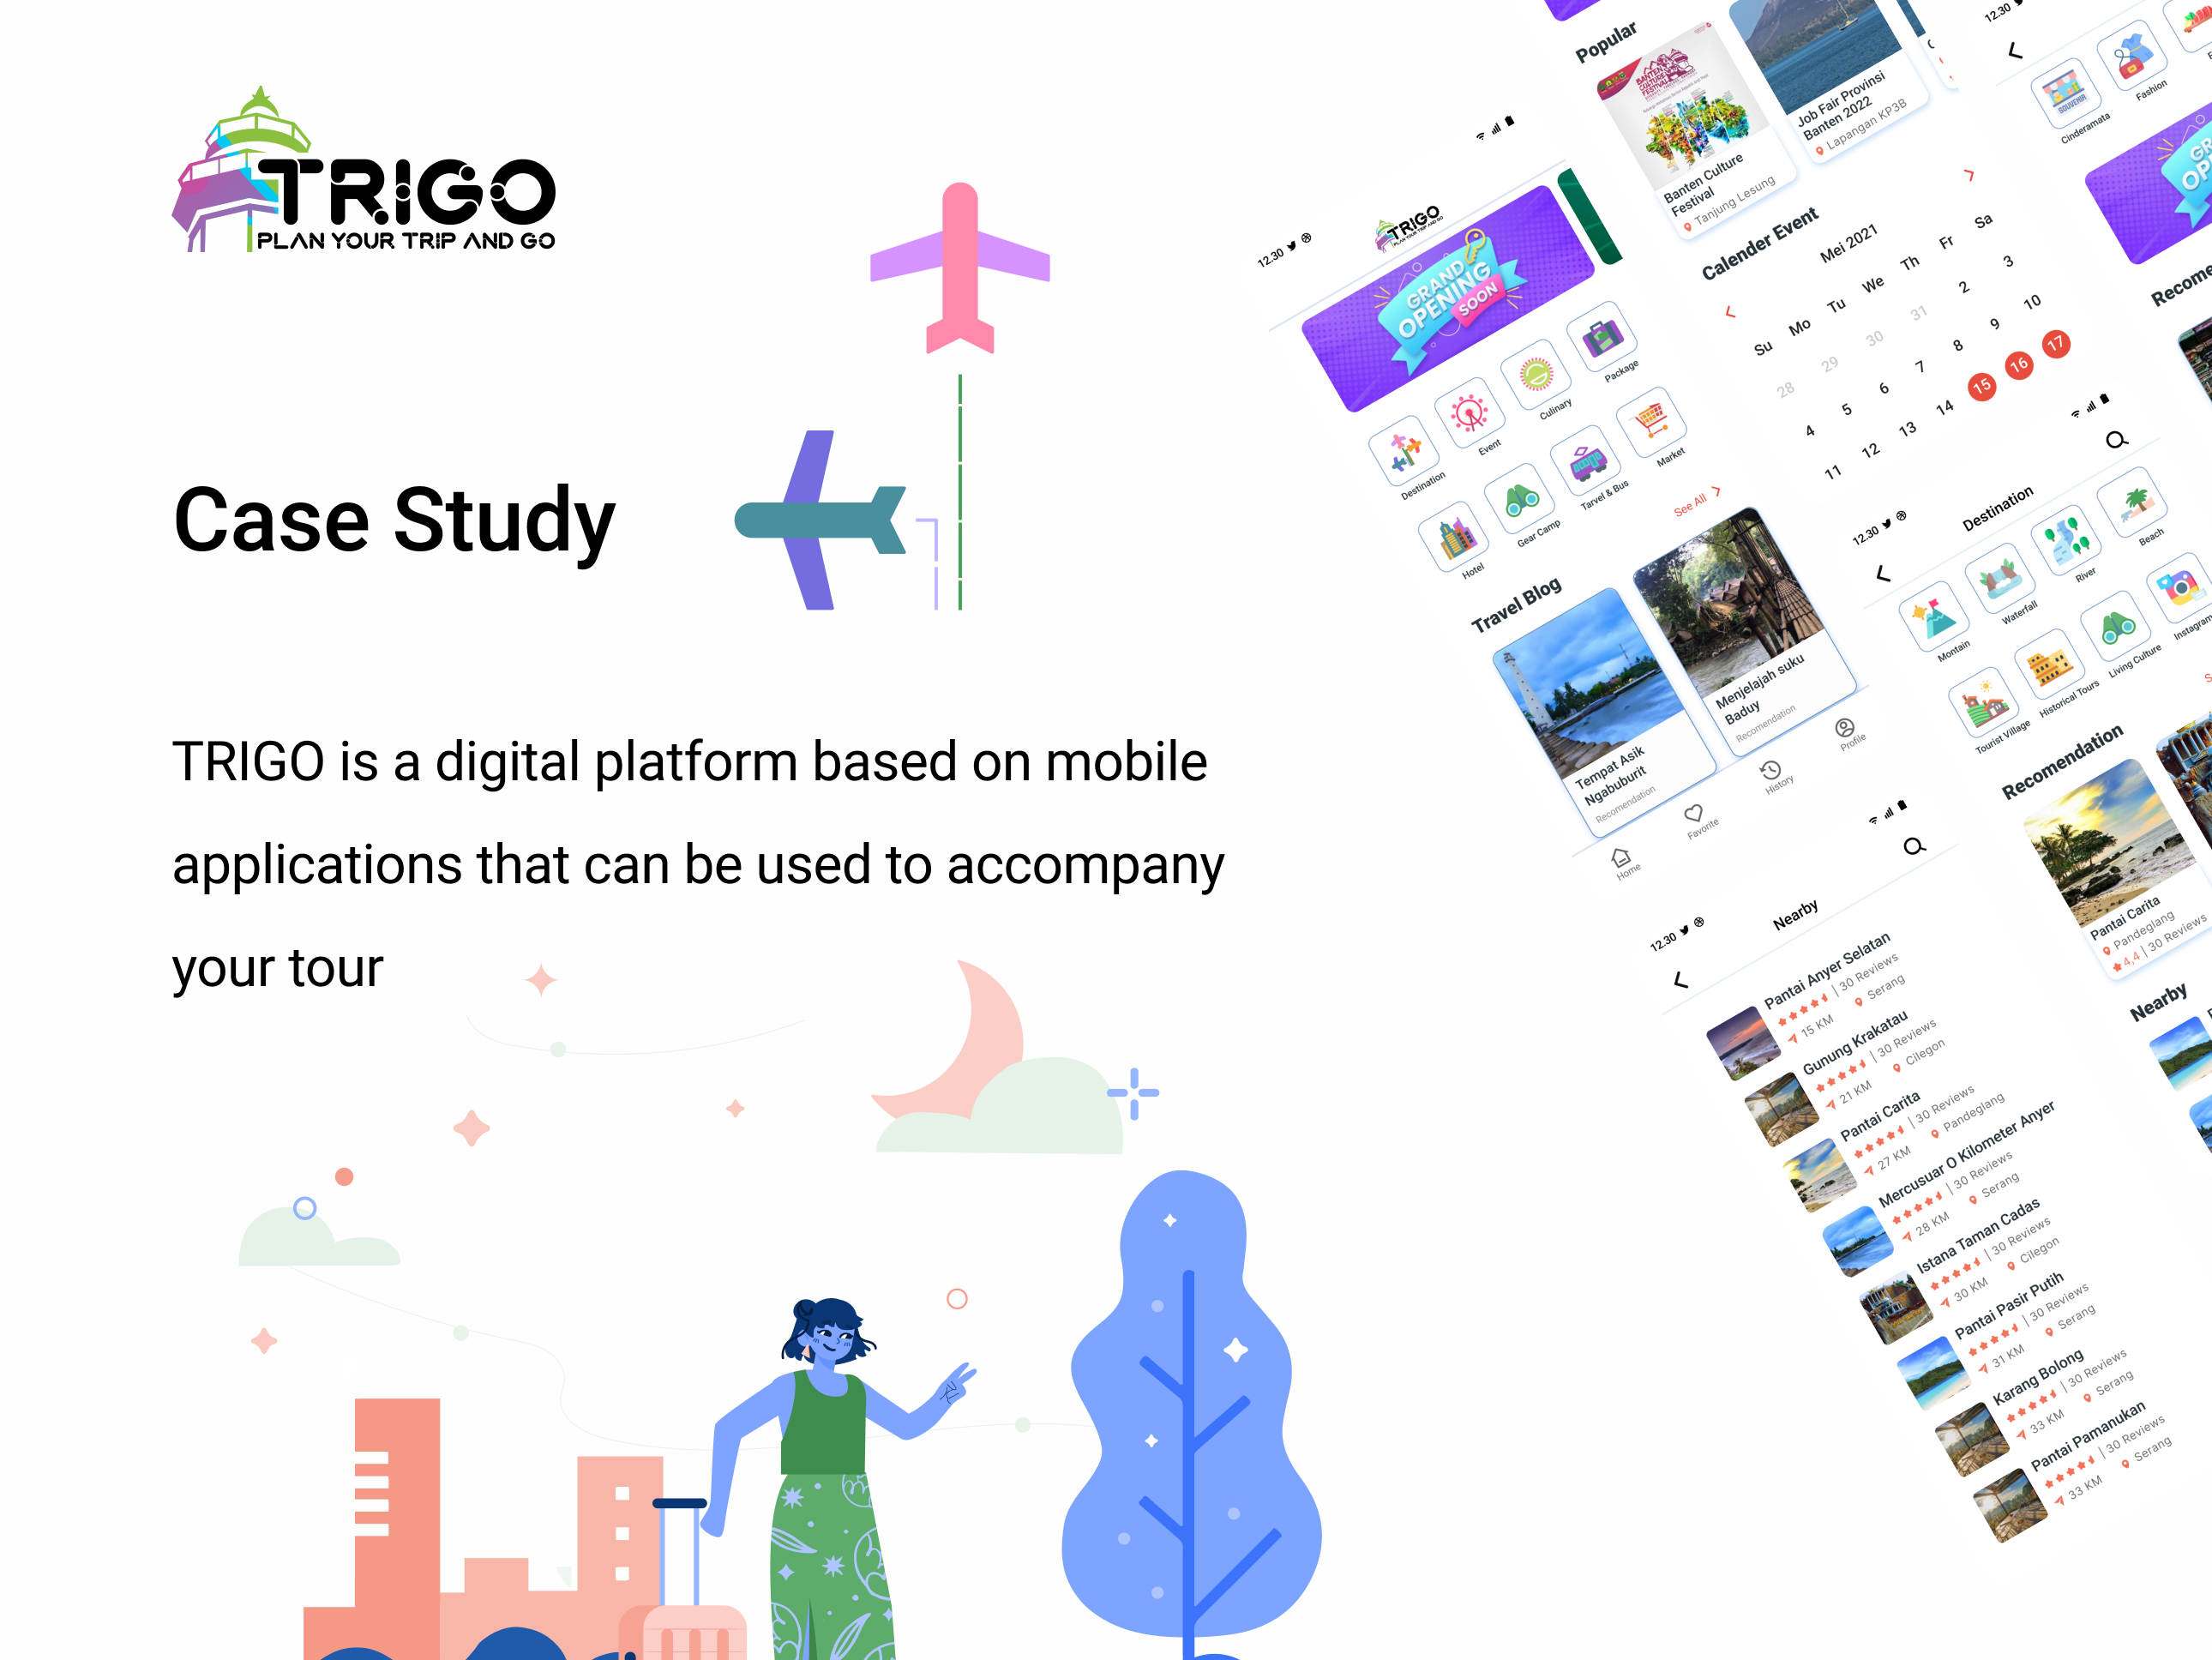 TRIGO
PLAN YOUR TRIP AND GO
Case Study
TRIGO is a digital platform based on mobile
applications that can be used to accompany
your tour
12.30
TRIGO
PLAN YOUR TRIP AND GO
GRAND
OPENING
SOON
Destination
Event
Culinary
Package
Hotel
Gear Camp
Tarvel & Bus
Market
Travel Blog
See All
Tempat Asik
Ngabuburit
Recomendation
Menjelajah suku
Baduy
Recomendation
Home
Favorite
History
Profile
Popular
BANTEN
CULTURE
FESTIVAL
Banten Culture
Festival
Tanjung Lesung
Job Fair Provinsi
Banten 2022
Lapangan KP3B
Calender Event
Mei 2021
Su Mo Tu We Th Fr Sa
28 29 30 31 2 3
4 5 6 7 8 9 10
11 12 13 14 15 16 17
12.30
SOUVENIR
Cinderamata
Fashion
12.30
Destination
Montain
Waterfall
River
Beach
Tourist Village
Historical Tours
Living Culture
Recomendation
Pantai Carita
Pandeglang
4,4 | 30 Reviews
Nearby
12.30
Nearby
Pantai Anyer Selatan
| 30 Reviews
15 KM Serang
Gunung Krakatau
| 30 Reviews
21 KM Cilegon
Pantai Carita
| 30 Reviews
27 KM Pandeglang
Mercusuar O Kilometer Anyer
| 30 Reviews
28 KM Serang
Istana Taman Cadas
| 30 Reviews
30 KM Cilegon
Pantai Pasir Putih
| 30 Reviews
31 KM Serang
Karang Bolong
| 30 Reviews
33 KM Serang
Pantai Pamanukan
| 30 Reviews
33 KM Serang